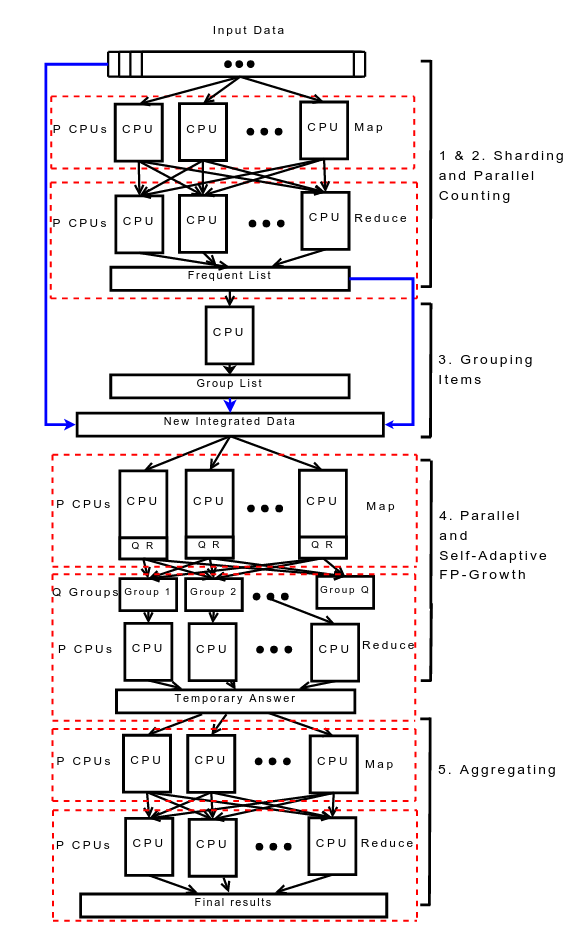 Input Data
P CPUs CPU CPU CPU Map
1 & 2. Sharding
and Parallel
Counting
P CPUs CPU CPU CPU Reduce
Frequent List
CPU
3. Grouping
Items
Group List
New Integrated Data
P CPUs CPU CPU CPU Map
Q R Q R Q R
4. Parallel
and
Self-Adaptive
FP-Growth
Q Groups Group 1 Group 2 Group Q
P CPUs CPU CPU CPU Reduce
Temporary Answer
P CPUs CPU CPU CPU Map
5. Aggregating
P CPUs CPU CPU CPU Reduce
Final results